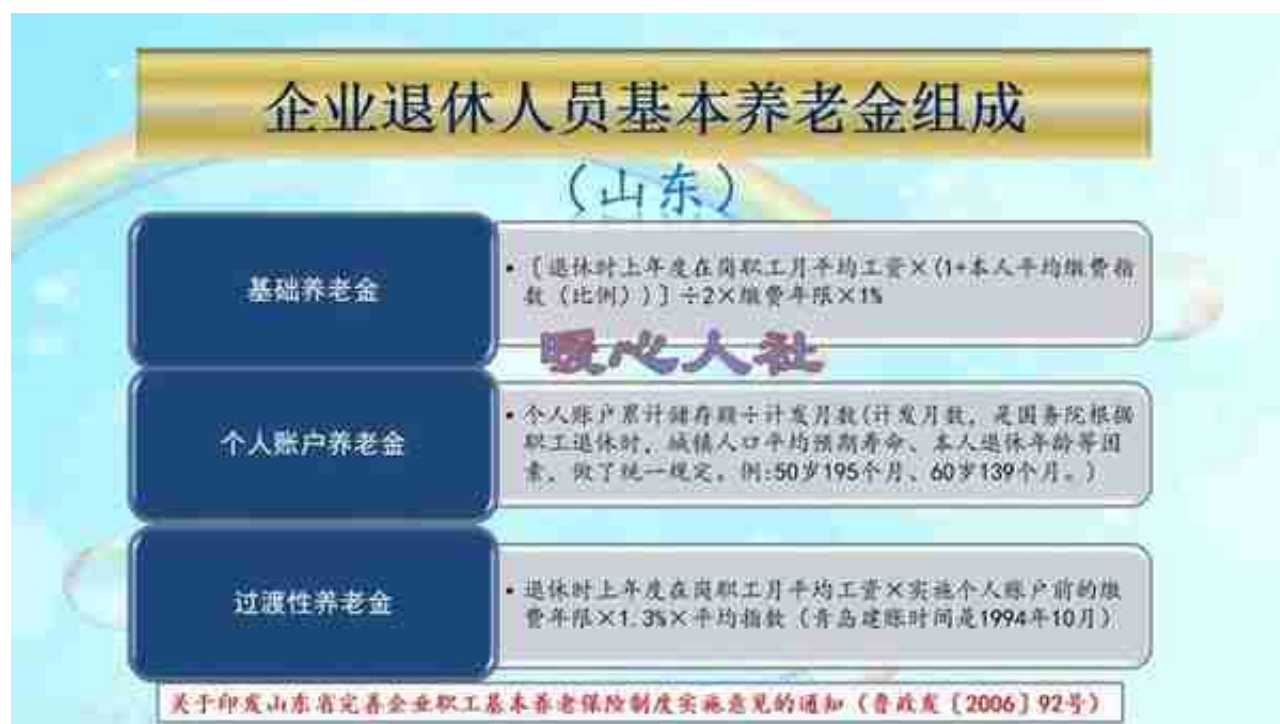 企业退休人员基本养老金组成
（山东）
基础养老金
• 〔退休时上年度在岗职工月平均工资×(1+本人平均缴费指
数（比例））〕÷2×缴费年限×1%
暖心人社
个人账户养老金
• 个人账户累计储存额÷计发月数(计发月数，是国务院根据
职工退休时，城镇人口平均预期寿命、本人退休年龄等因
素，做了统一规定。例:50岁195个月、60岁139个月。)
过渡性养老金
• 退休时上年度在岗职工月平均工资×实施个人账户前的缴
费年限×1.3%×平均指数（青岛建账时间是1994年10月）
关于印发山东省完善企业职工基本养老保险制度实施意见的通知（鲁政发〔2006〕92号）